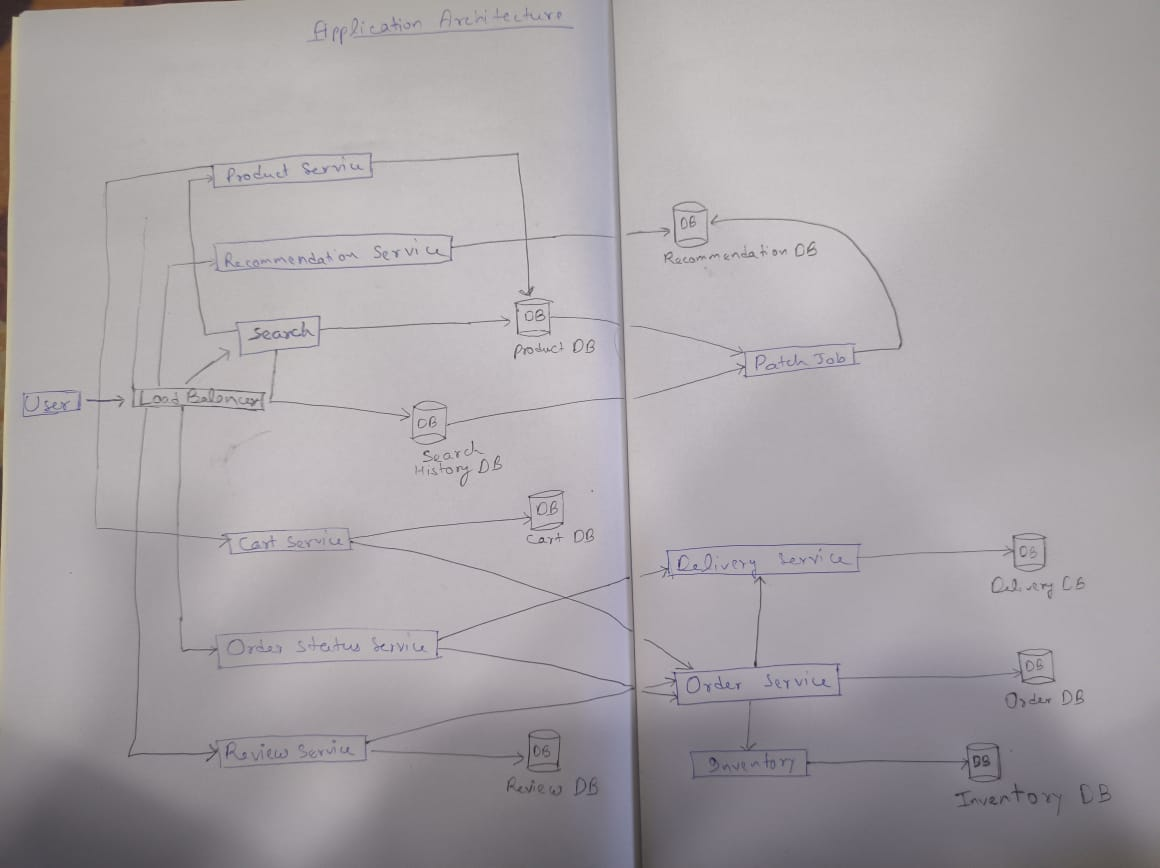 Application Architecture
Product Service
Recommendation Service
DB
Recommendation DB
Search
DB
Product DB
Patch Job
User
Load Balancer
DB
Search
History DB
DB
Cart DB
Cart Service
Delivery Service
DB
Delivery DB
Order Status Service
Order Service
DB
Order DB
Review Service
DB
Review DB
Inventory
DB
Inventory DB